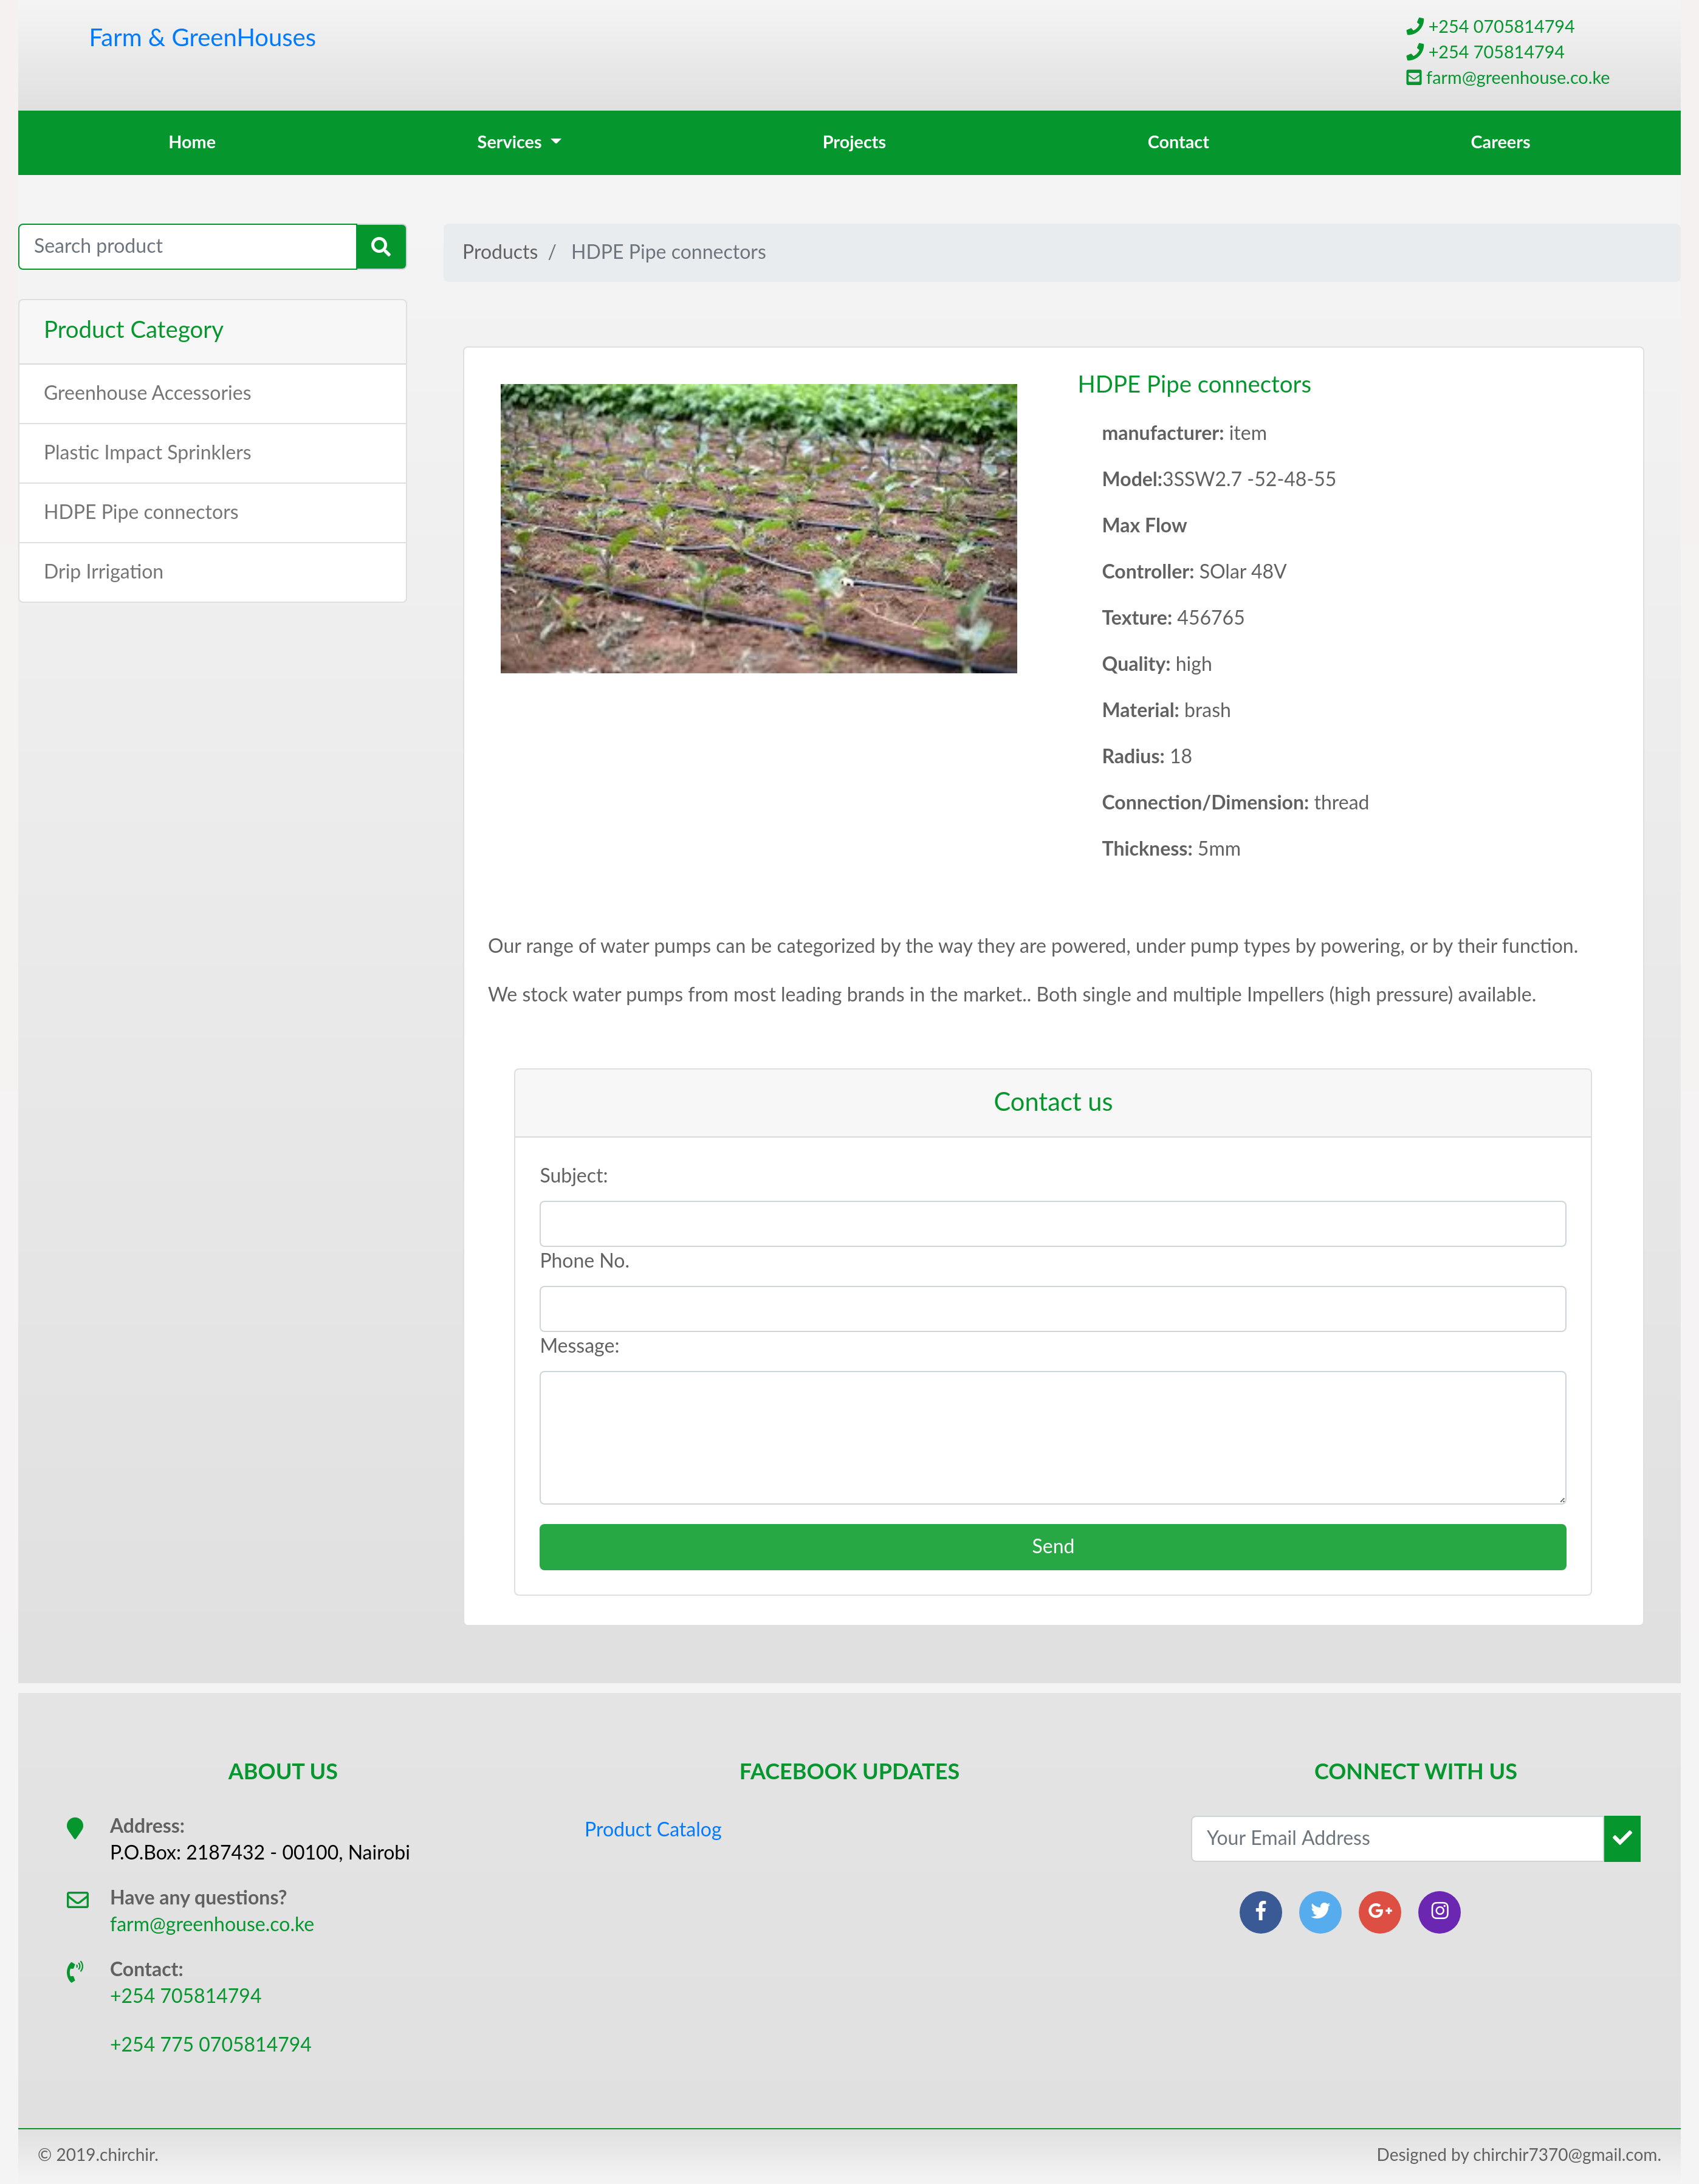 Farm & GreenHouses
+254 0705814794
+254 705814794
farm@greenhouse.co.ke
Home
Services
Projects
Contact
Careers
Search product
Products / HDPE Pipe connectors
Product Category
Greenhouse Accessories
Plastic Impact Sprinklers
HDPE Pipe connectors
Drip Irrigation
HDPE Pipe connectors
manufacturer: item
Model:3SSW2.7 -52-48-55
Max Flow
Controller: SOlar 48V
Texture: 456765
Quality: high
Material: brash
Radius: 18
Connection/Dimension: thread
Thickness: 5mm
Our range of water pumps can be categorized by the way they are powered, under pump types by powering, or by their function.
We stock water pumps from most leading brands in the market.. Both single and multiple Impellers (high pressure) available.
Contact us
Subject:
Phone No.
Message:
Send
ABOUT US
Address:
P.O.Box: 2187432 - 00100, Nairobi
Have any questions?
farm@greenhouse.co.ke
Contact:
+254 705814794
+254 775 0705814794
FACEBOOK UPDATES
Product Catalog
CONNECT WITH US
Your Email Address
© 2019.chirchir.
Designed by chirchir7370@gmail.com.